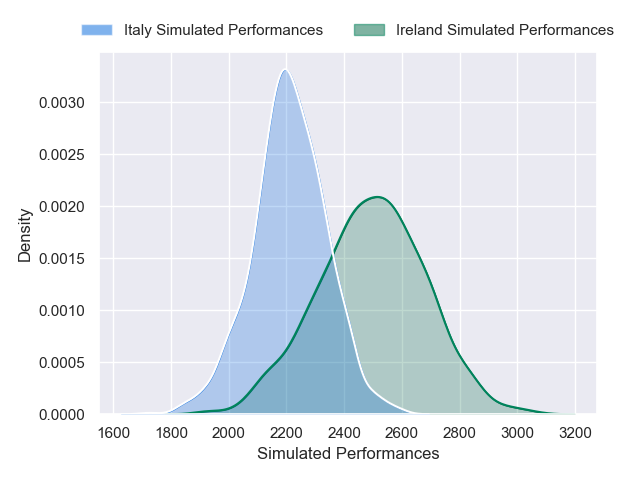 Italy Simulated Performances
Ireland Simulated Performances
0.0030
0.0025
0.0020
0.0015
0.0010
0.0005
0.0000
Density
1600 1800 2000 2200 2400 2600 2800 3000 3200
Simulated Performances